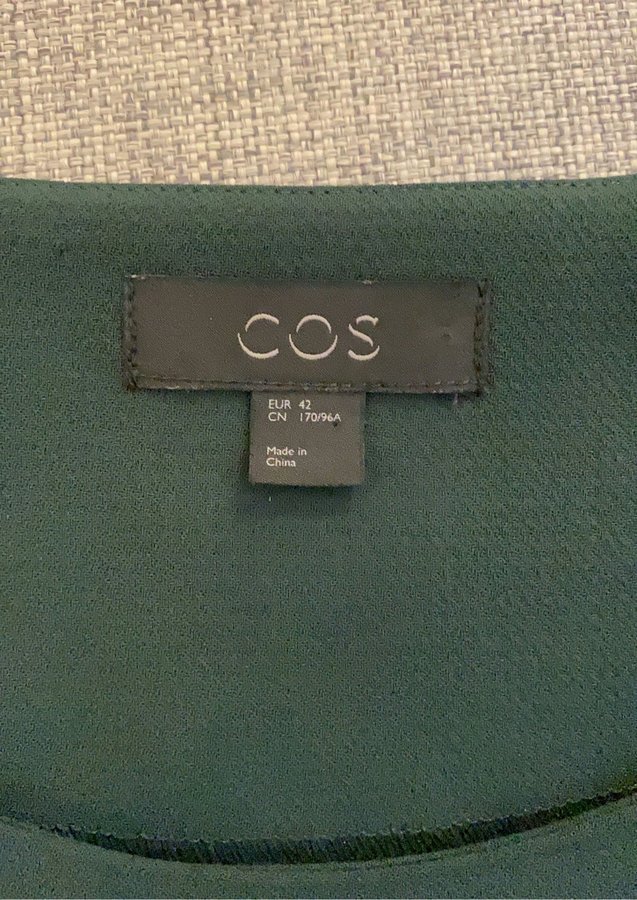 COS
EUR 42
CN 170/96A
Made in
China